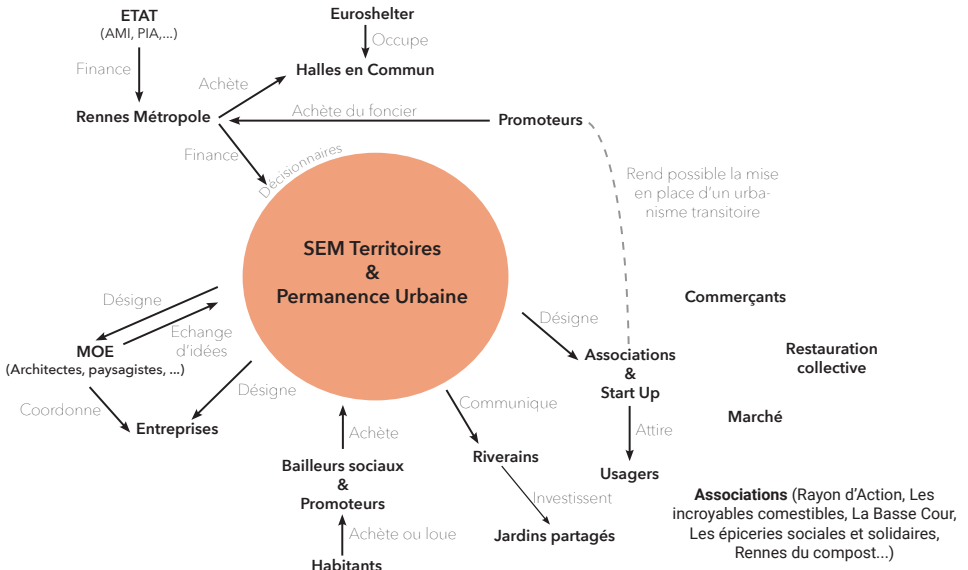 ETAT
(AMI, PIA,...)
Euroshelter
Occupe
Finance
Halles en Commun
Achète
Rennes Métropole
Achète du foncier
Promoteurs
Finance
Décisionnaires
Rend possible la mise
en place d'un urba-
nisme transitoire
SEM Territoires
&
Permanence Urbaine
Commerçants
Désigne
Echange
d'idées
Désigne
MOE
(Architectes, paysagistes, ...)
Associations
&
Start Up
Restauration
collective
Désigne
Coordonne
Entreprises
Communique
Marché
Achète
Attire
Riverains
Bailleurs sociaux
&
Promoteurs
Usagers
Investissent
Associations (Rayon d'Action, Les
incroyables comestibles, La Basse Cour,
Les épiceries sociales et solidaires,
Rennes du compost...)
Achète ou loue
Jardins partagés
Habitants